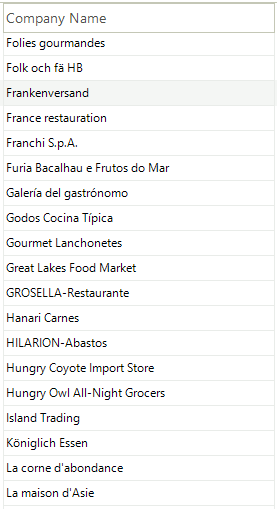 Company Name
Folies gourmandes
Folk och fä HB
Frankenversand
France restauration
Franchi S.p.A.
Furia Bacalhau e Frutos do Mar
Galería del gastrónomo
Godos Cocina Típica
Gourmet Lanchonetes
Great Lakes Food Market
GROSELLA-Restaurante
Hanari Carnes
HILARION-Abastos
Hungry Coyote Import Store
Hungry Owl All-Night Grocers
Island Trading
Königlich Essen
La corne d'abondance
La maison d'Asie